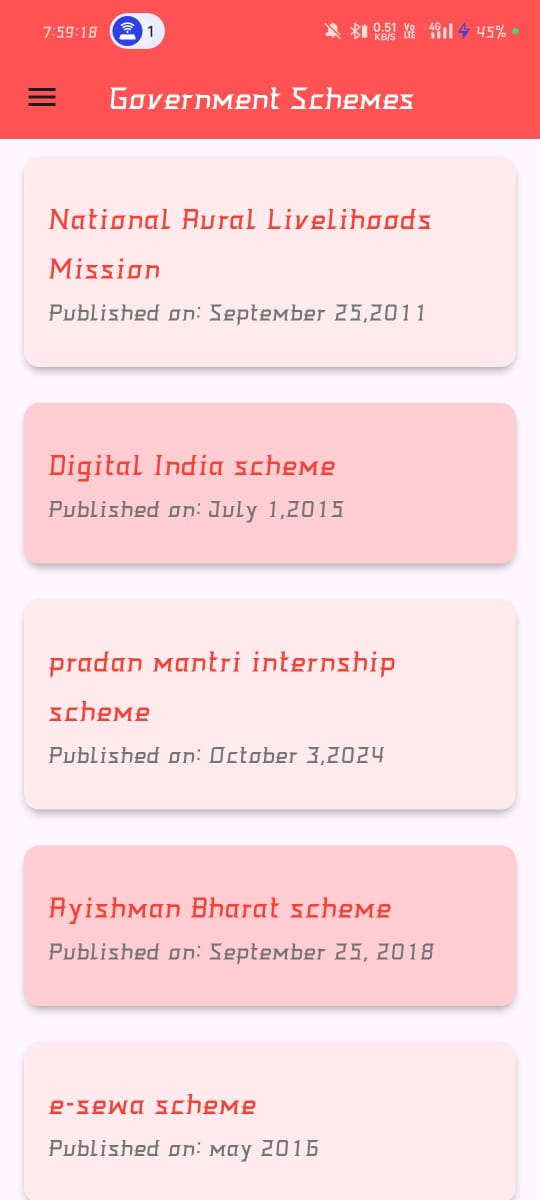 7:59:18 1 0.51 KB/S Vo LTE 4G 45%
Government Schemes
National Rural Livelihoods
Mission
Published on: September 25,2011
Digital India scheme
Published on: July 1,2015
pradan mantri internship
scheme
Published on: October 3,2024
Ayishman Bharat scheme
Published on: September 25, 2018
e-sewa scheme
Published on: may 2016